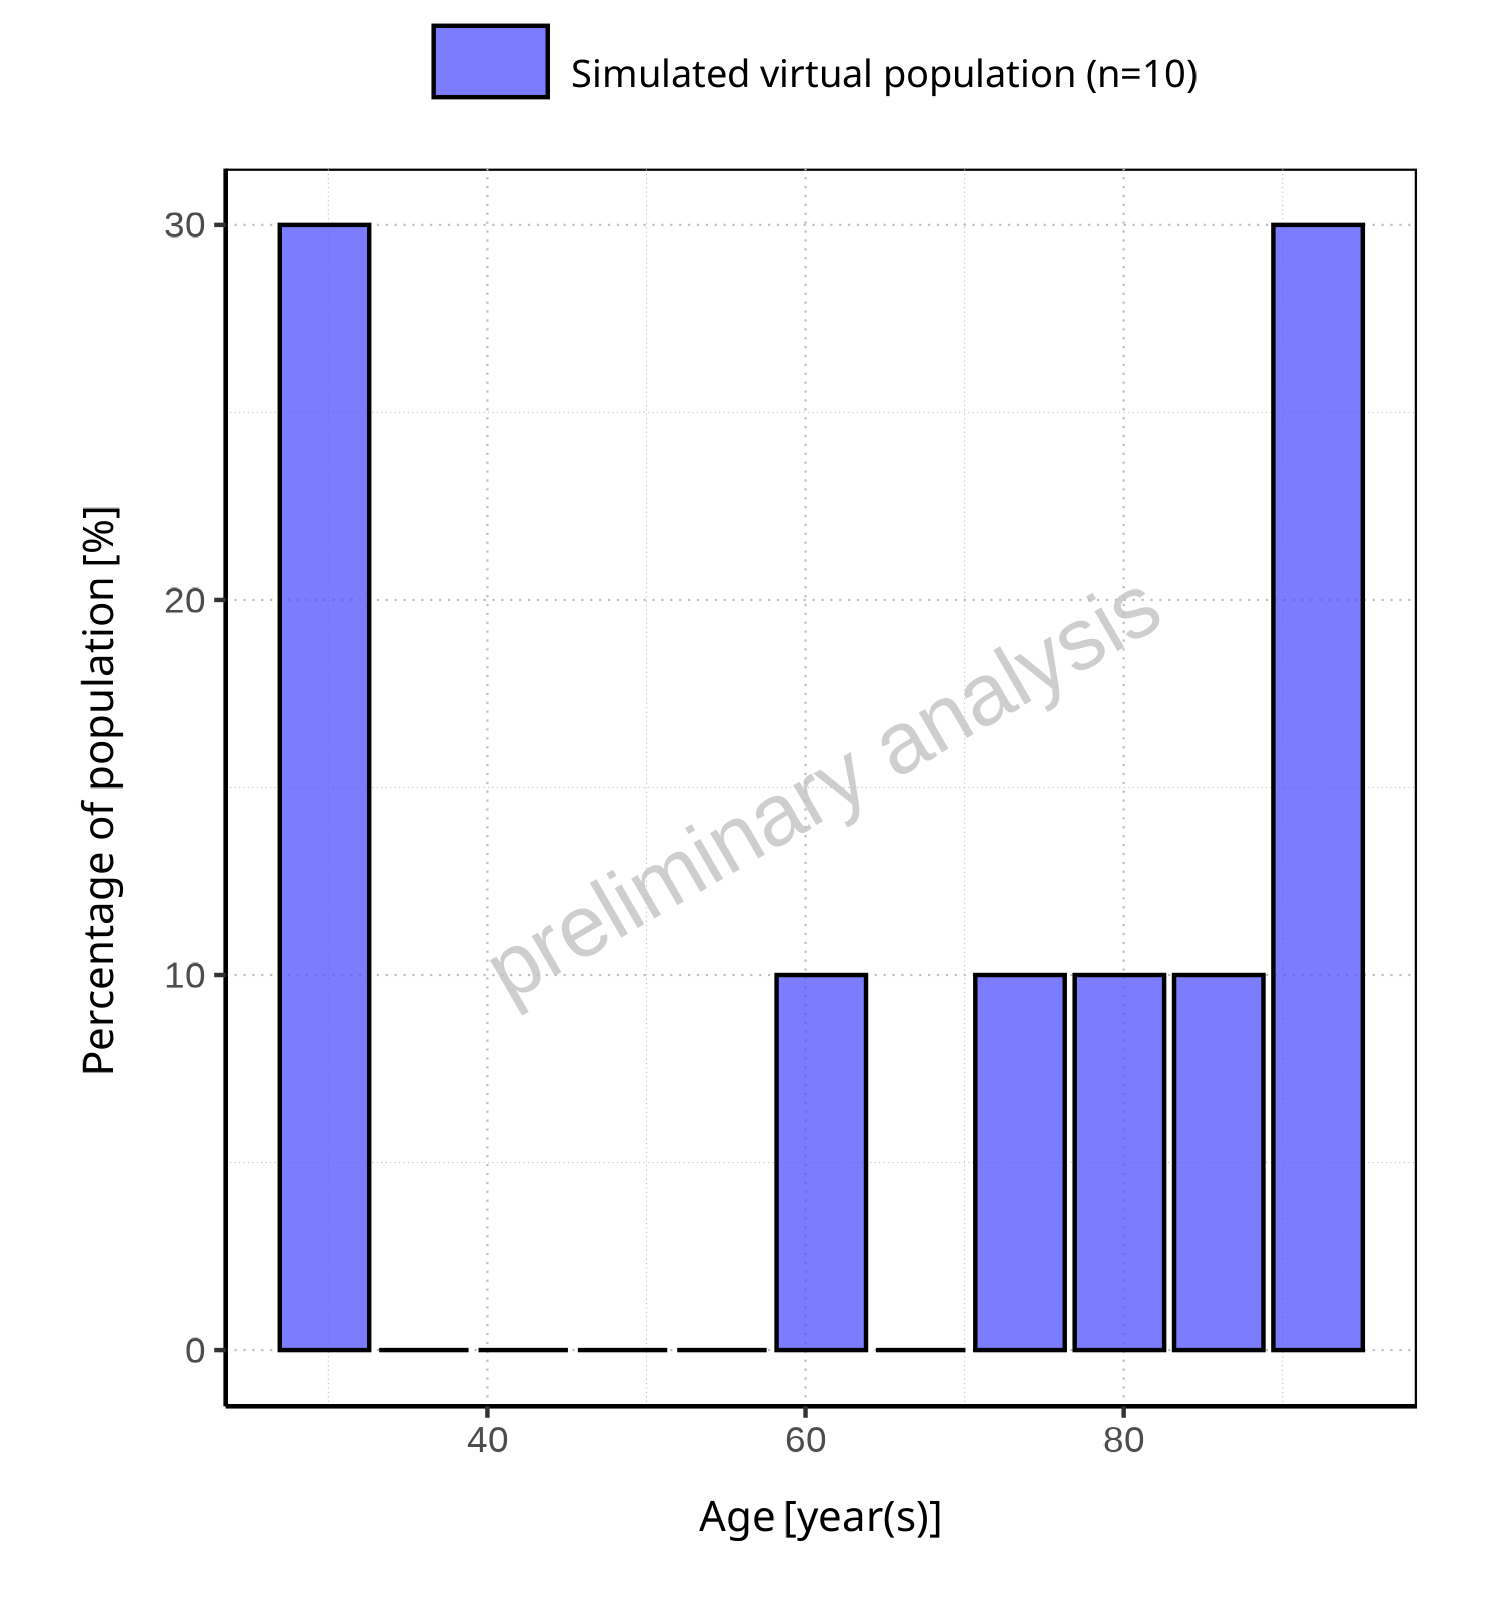 Simulated virtual population (n=10)
30
20
10
0
Percentage of population [%]
preliminary analysis
40 60 80
Age [year(s)]